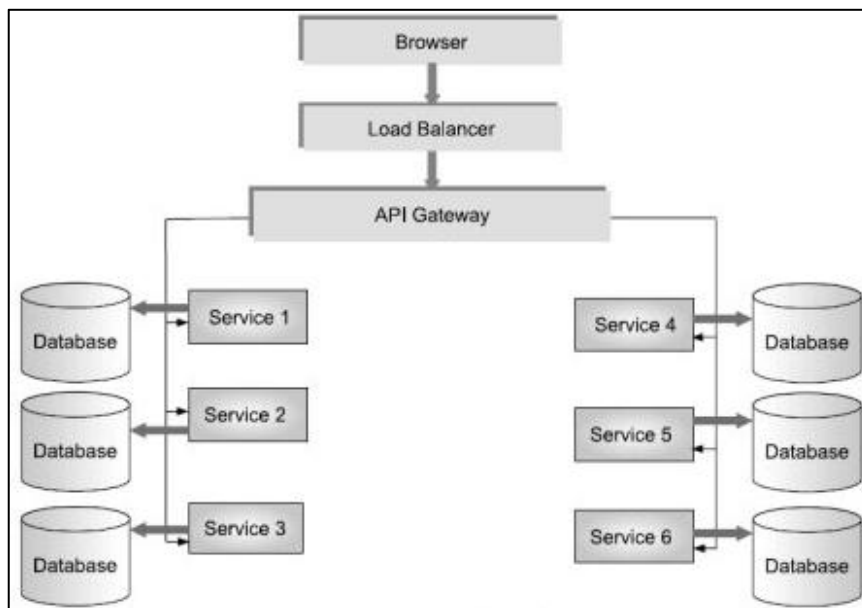 Browser
Load Balancer
API Gateway
Service 1
Database
Service 2
Database
Service 3
Database
Service 4
Database
Service 5
Database
Service 6
Database